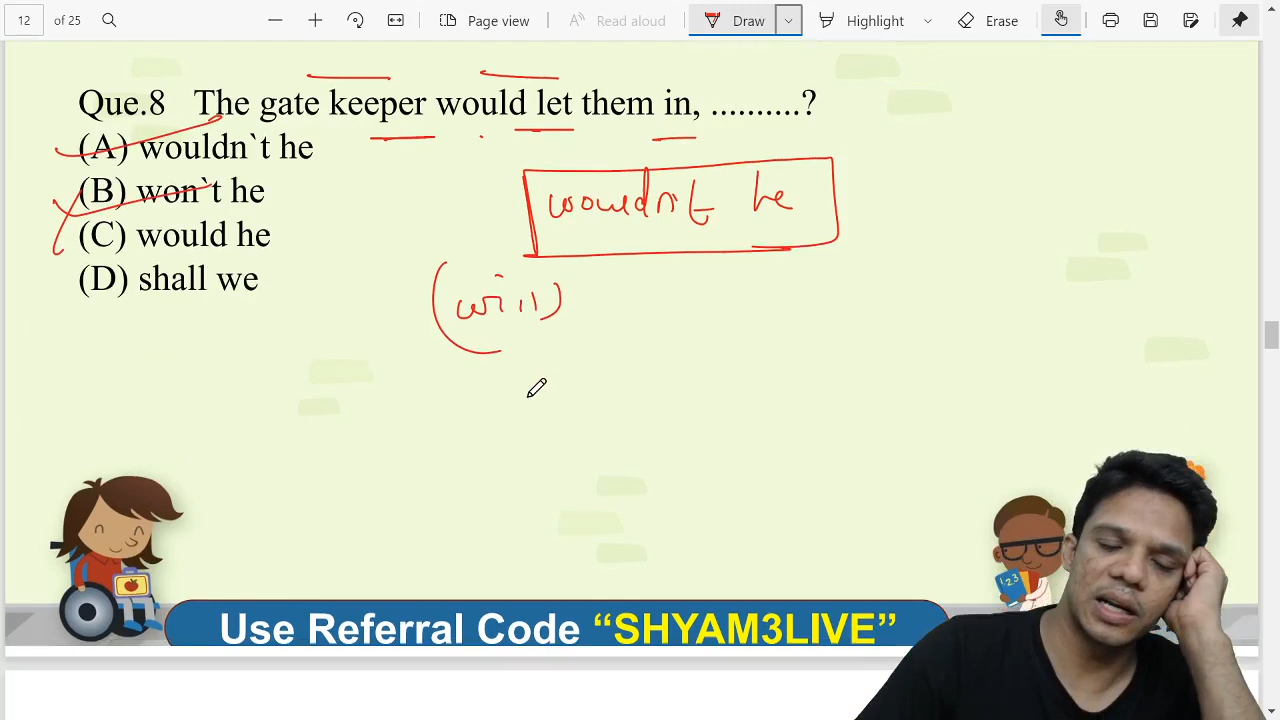 12 of 25 Page view Read aloud Draw Highlight Erase
Que.8 The gate keeper would let them in, ..........?
(A) wouldn`t he
(B) won`t he
(C) would he
(D) shall we
wouldn't he
(will)
123
Use Referral Code “SHYAM3LIVE”